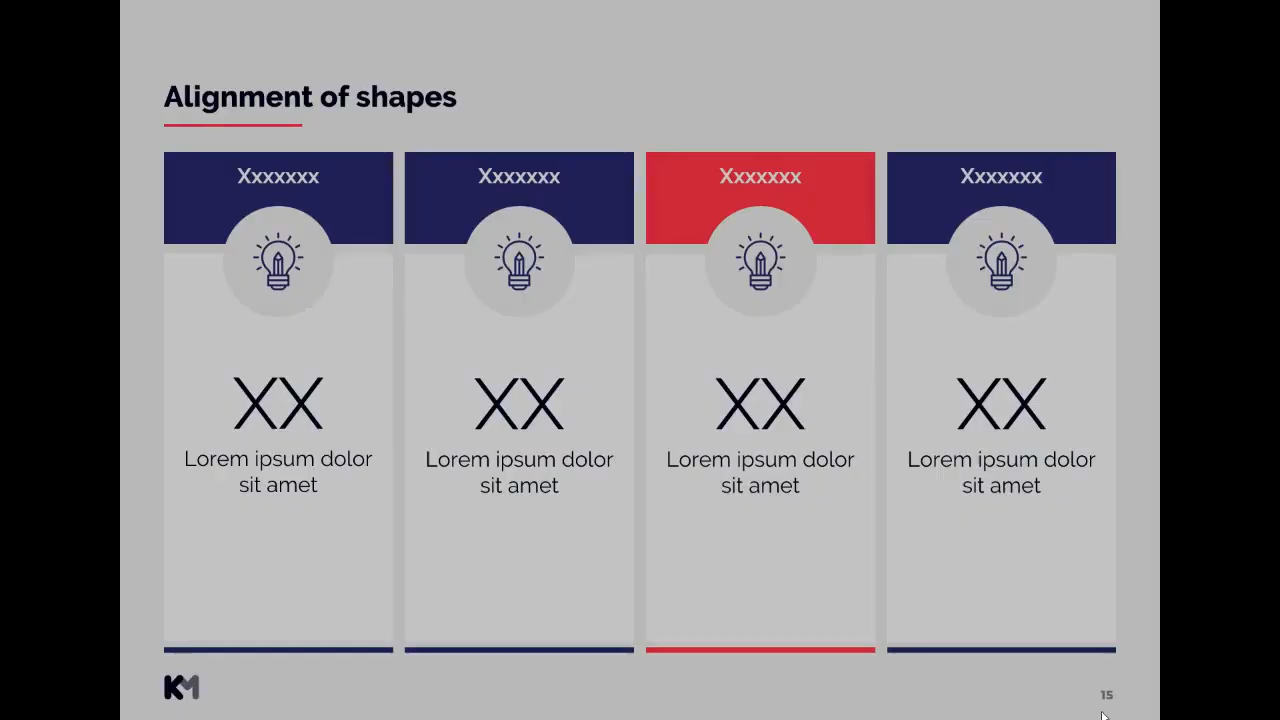 Alignment of shapes
Xxxxxxx
Xxxxxxx
Xxxxxxx
Xxxxxxx
XX
Lorem ipsum dolor
sit amet
XX
Lorem ipsum dolor
sit amet
XX
Lorem ipsum dolor
sit amet
XX
Lorem ipsum dolor
sit amet
KM
15